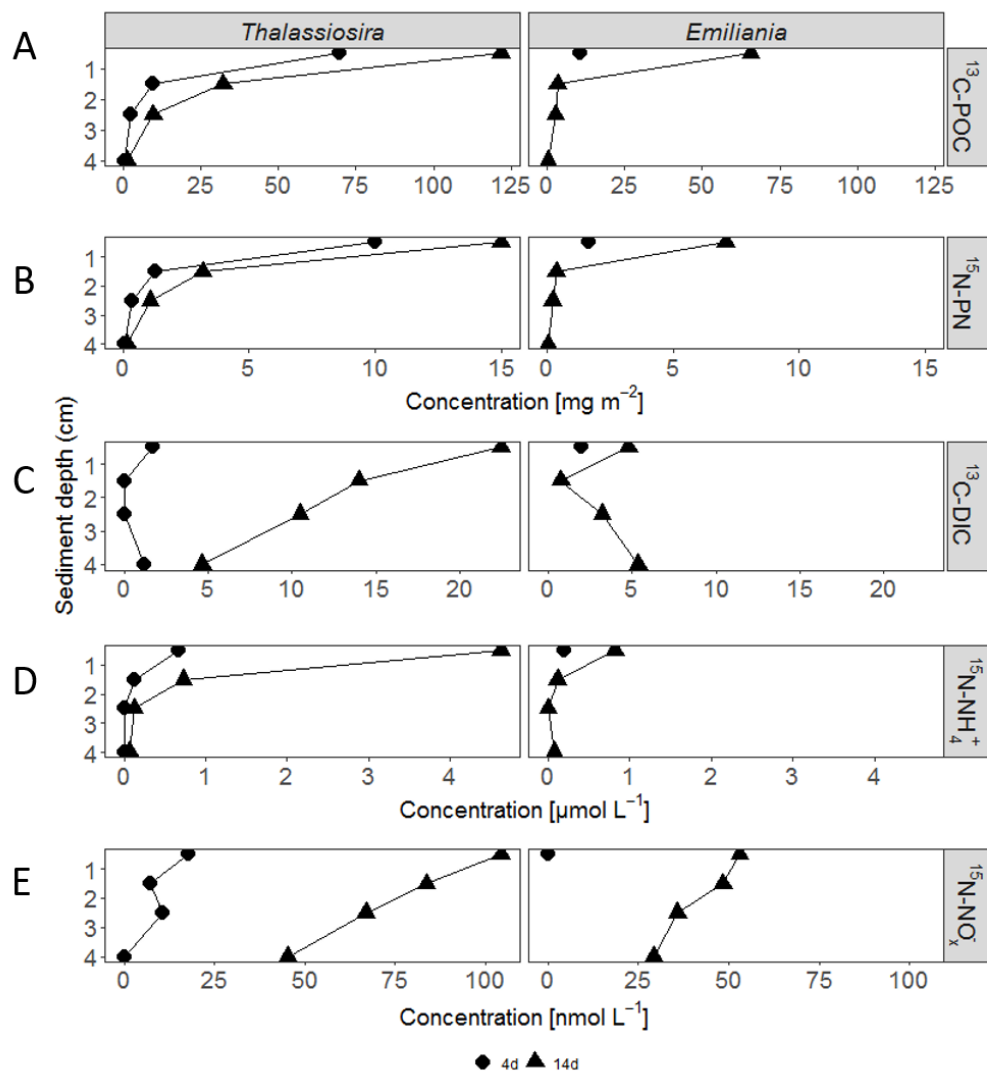 Thalassiosira Emiliania
A
1
2
3
4
0 25 50 75 100 125 0 25 50 75 100 125
¹³C-POC
B
1
2
3
4
0 5 10 15 0 5 10 15
¹⁵N-PN
Concentration [mg m⁻²]
Sediment depth (cm)
C
1
2
3
4
0 5 10 15 20 0 5 10 15 20
¹³C-DIC
D
1
2
3
4
0 1 2 3 4 0 1 2 3 4
¹⁵N-NH₄⁺
Concentration [µmol L⁻¹]
E
1
2
3
4
0 25 50 75 100 0 25 50 75 100
¹⁵N-NOₓ⁻
Concentration [nmol L⁻¹]
4d 14d